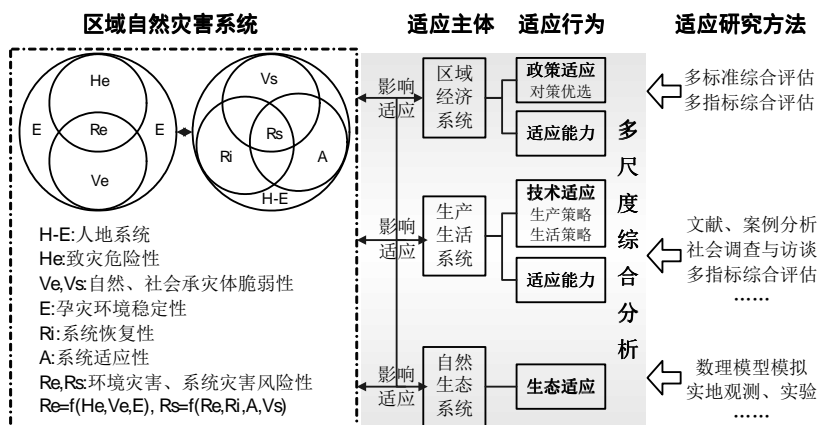 区域自然灾害系统
适应主体
适应行为
适应研究方法
He
E
Re
E
Ve
Vs
Rs
Ri
A
H-E
H-E:人地系统
He:致灾危险性
Ve,Vs:自然、社会承灾体脆弱性
E:孕灾环境稳定性
Ri:系统恢复性
A:系统适应性
Re,Rs:环境灾害、系统灾害风险性
Re=f(He,Ve,E), Rs=f(Re,Ri,A,Vs)
影响
适应
区域
经济
系统
政策适应
对策优选
适应能力
影响
适应
生产
生活
系统
技术适应
生产策略
生活策略
适应能力
影响
适应
自然
生态
系统
生态适应
多
尺
度
综
合
分
析
多标准综合评估
多指标综合评估
文献、案例分析
社会调查与访谈
多指标综合评估
……
数理模型模拟
实地观测、实验
……